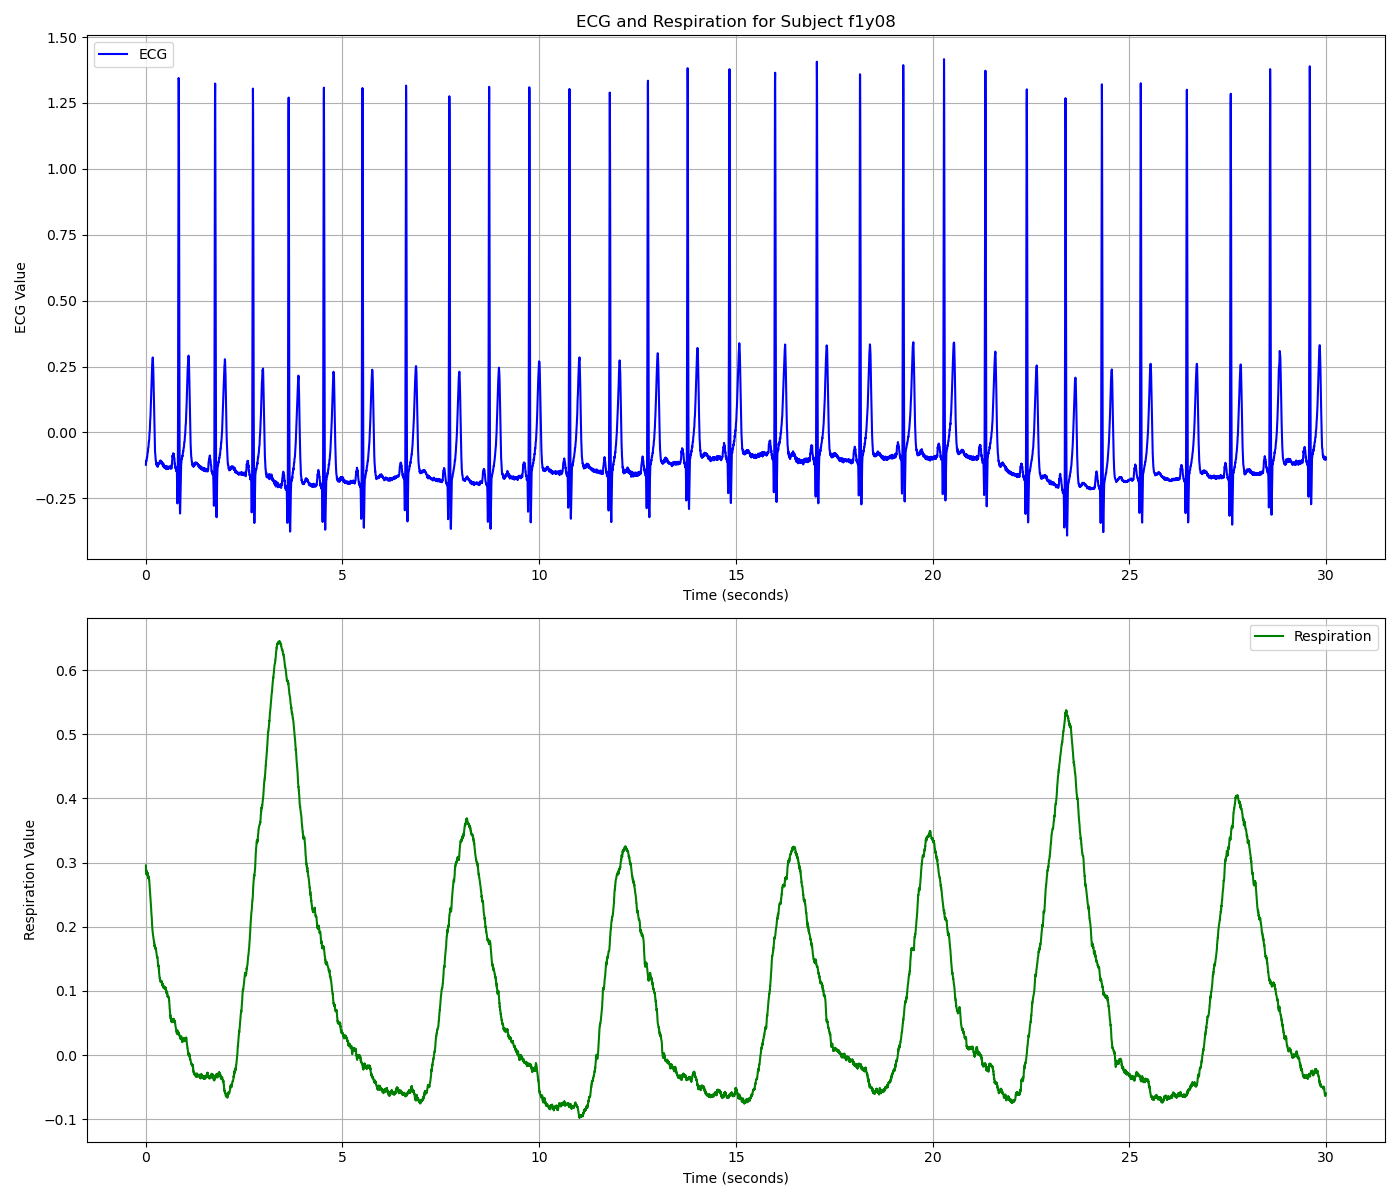 ECG and Respiration for Subject f1y08
ECG
1.50
1.25
1.00
0.75
0.50
0.25
0.00
−0.25
ECG Value
0 5 10 15 20 25 30
Time (seconds)
Respiration
0.6
0.5
0.4
0.3
0.2
0.1
0.0
−0.1
Respiration Value
0 5 10 15 20 25 30
Time (seconds)